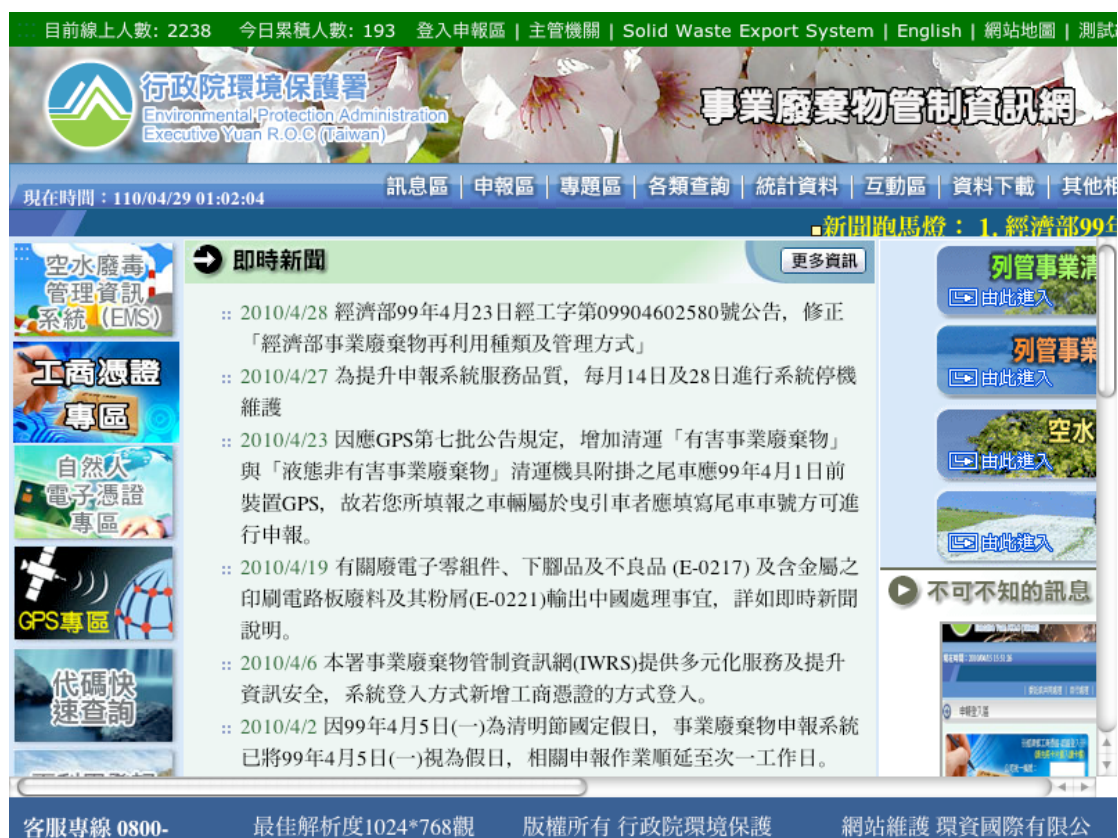 目前線上人數: 2238 今日累積人數: 193 登入申報區 | 主管機關 | Solid Waste Export System | English | 網站地圖 | 測試
行政院環境保護署
Environmental Protection Administration
Executive Yuan R.O.C (Taiwan)
事業廢棄物管制資訊網
現在時間：110/04/29 01:02:04
訊息區 | 申報區 | 專題區 | 各類查詢 | 統計資料 | 互動區 | 資料下載 | 其他相
新聞跑馬燈： 1. 經濟部99年
空水廢毒
管理資訊
系統 (EMS)
工商憑證
專區
自然人
電子憑證
專區
GPS專區
代碼快
速查詢
即時新聞
更多資訊
2010/4/28 經濟部99年4月23日經工字第09904602580號公告，修正
「經濟部事業廢棄物再利用種類及管理方式」
2010/4/27 為提升申報系統服務品質，每月14日及28日進行系統停機
維護
2010/4/23 因應GPS第七批公告規定，增加清運「有害事業廢棄物」
與「液態非有害事業廢棄物」清運機具附掛之尾車應99年4月1日前
裝置GPS，故若您所填報之車輛屬於曳引車者應填寫尾車車號方可進
行申報。
2010/4/19 有關廢電子零組件、下腳品及不良品 (E-0217) 及含金屬之
印刷電路板廢料及其粉屑(E-0221)輸出中國處理事宜，詳如即時新聞
說明。
2010/4/6 本署事業廢棄物管制資訊網(IWRS)提供多元化服務及提升
資訊安全，系統登入方式新增工商憑證的方式登入。
2010/4/2 因99年4月5日(一)為清明節國定假日，事業廢棄物申報系統
已將99年4月5日(一)視為假日，相關申報作業順延至次一工作日。
列管事業清
由此進入
列管事業
由此進入
空水
由此進入
由此進入
不可不知的訊息
申報登入區
客服專線 0800-
最佳解析度1024*768觀
版權所有 行政院環境保護
網站維護 環資國際有限公